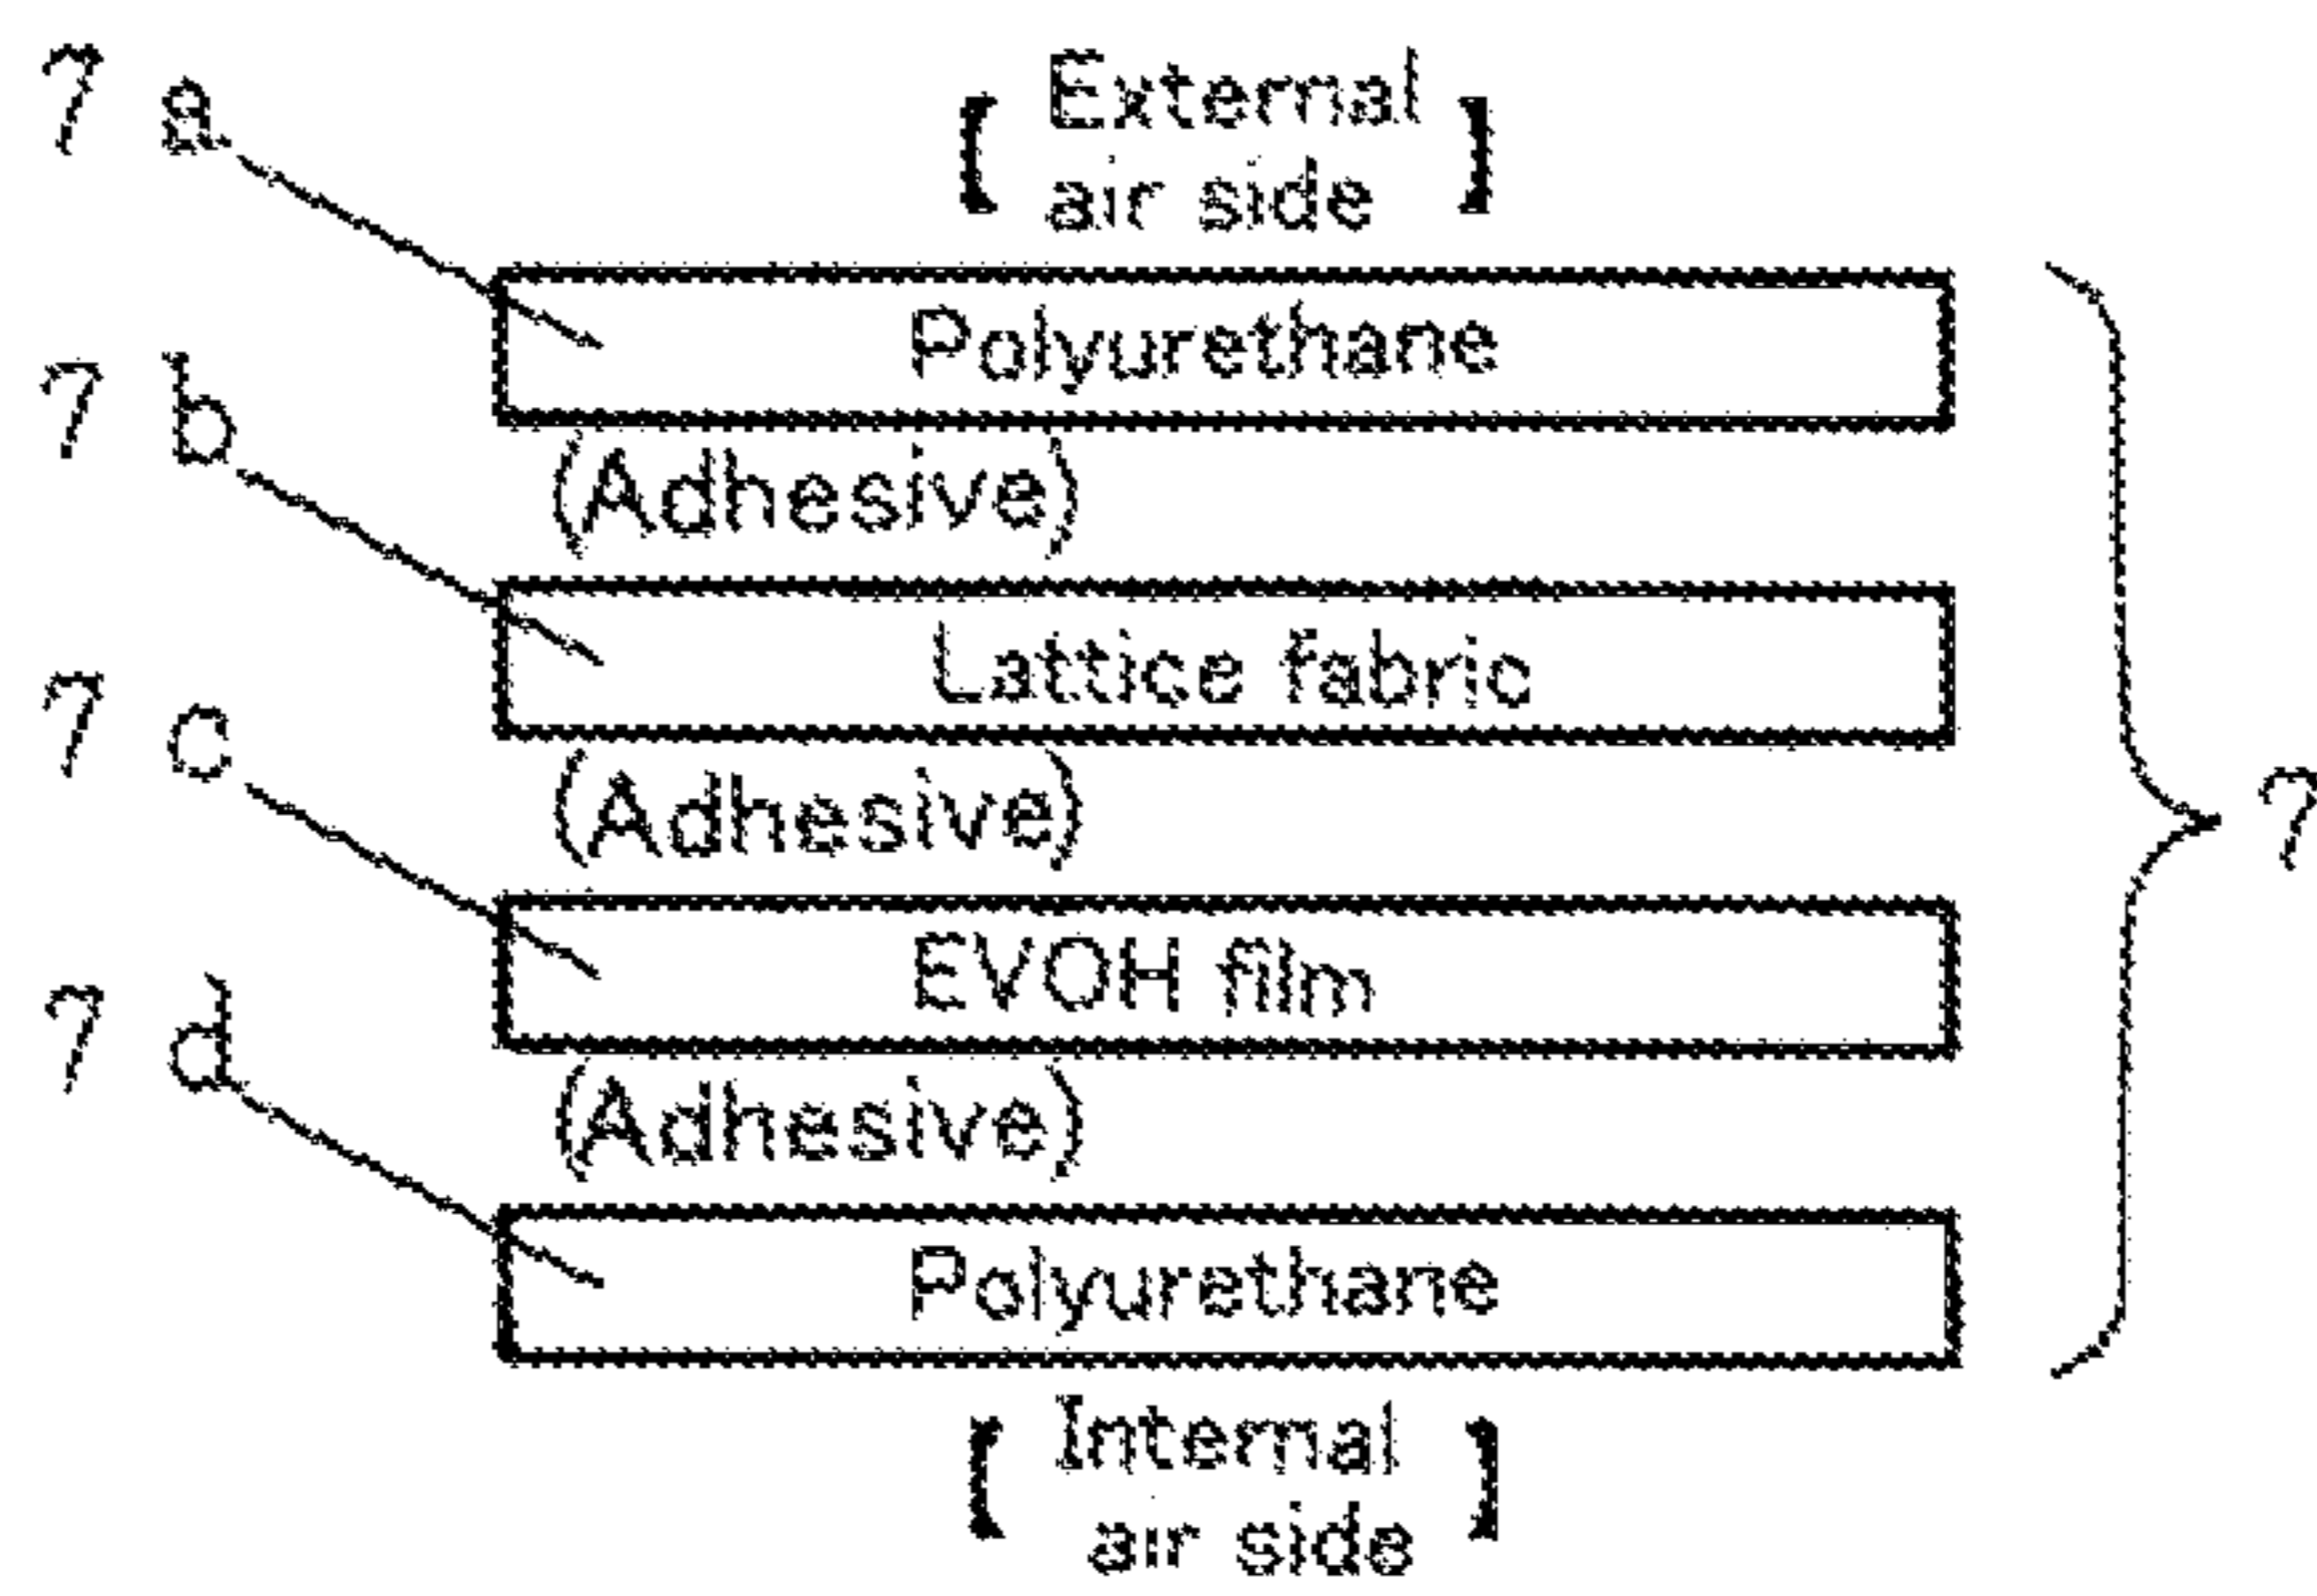 7a
[External
air side]
Polyurethane
7b
(Adhesive)
Lattice fabric
7c
(Adhesive)
7
EVOH film
7d
(Adhesive)
Polyurethane
[Internal
air side]